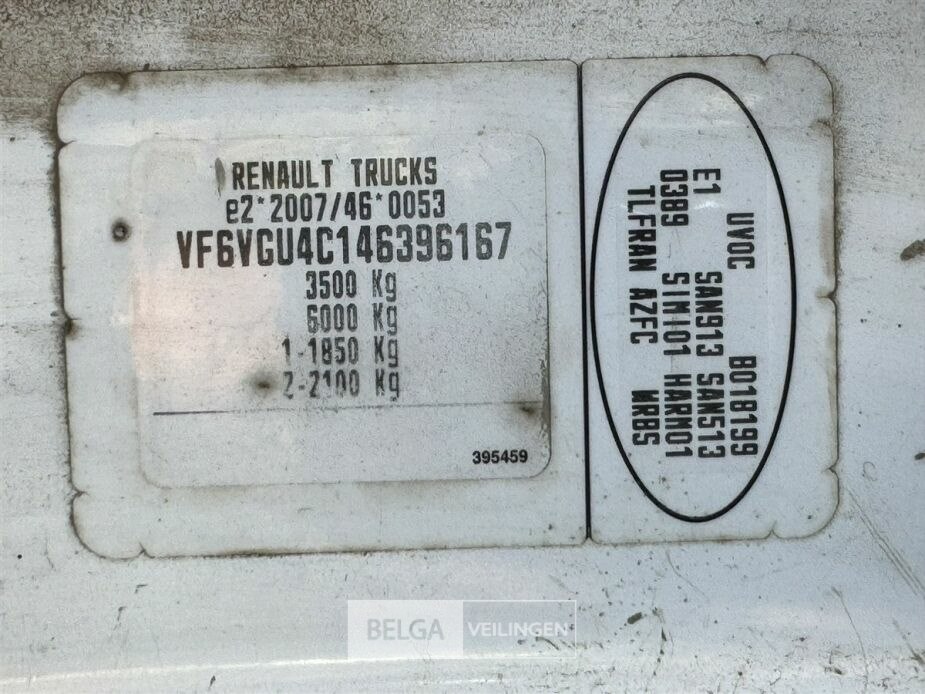 RENAULT TRUCKS
e2*2007/46*0053
VF6VGU4C146396167
3500 Kg
6000 Kg
1-1850 Kg
2-2100 Kg
395459
UVOC B018199
E1 SAN913 SAN513
0389 SIMI01 HARM01
TLFRAN AZFC WRBS
BELGA VEILINGEN